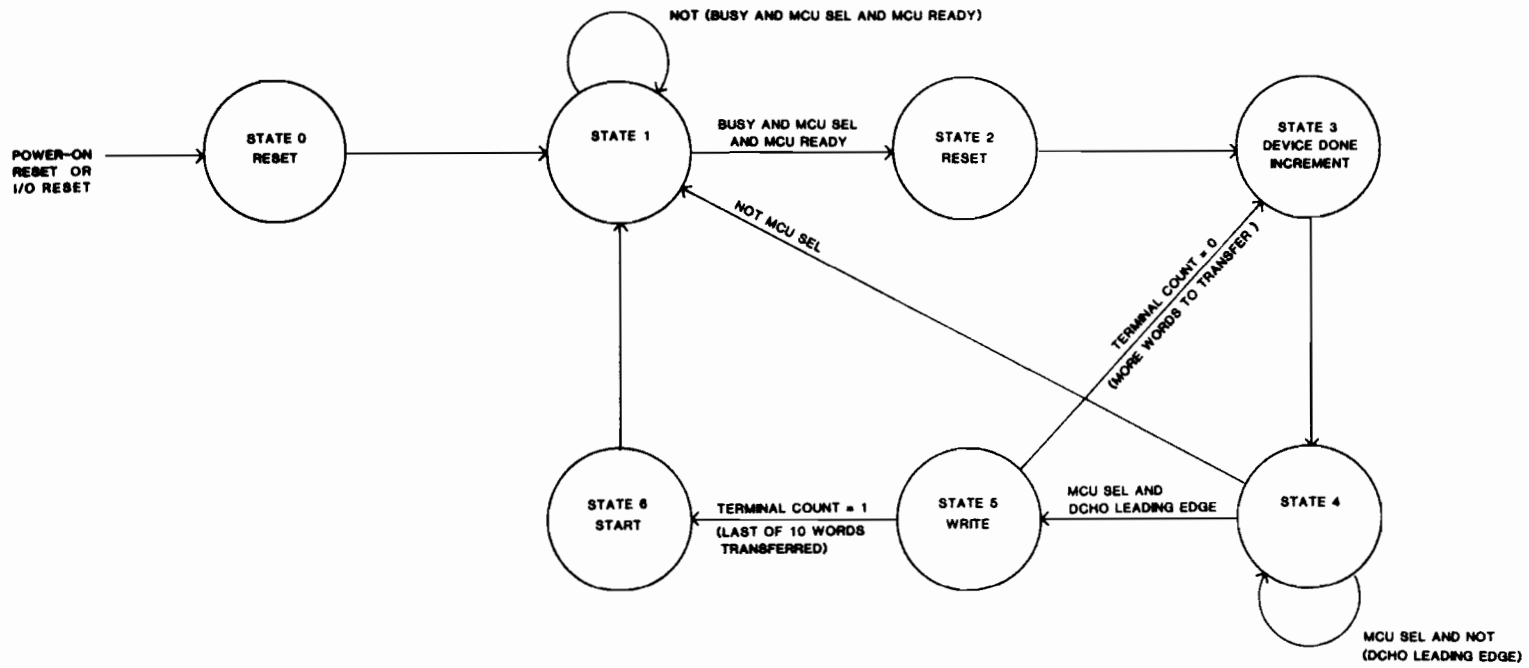 NOT (BUSY AND MCU SEL AND MCU READY)
POWER-ON
RESET OR
I/O RESET
STATE 0
RESET
STATE 1
BUSY AND MCU SEL
AND MCU READY
STATE 2
RESET
STATE 3
DEVICE DONE
INCREMENT
NOT MCU SEL
TERMINAL COUNT = 0
(MORE WORDS TO TRANSFER)
STATE 6
START
TERMINAL COUNT = 1
(LAST OF 10 WORDS
TRANSFERRED)
STATE 5
WRITE
MCU SEL AND
DCHO LEADING EDGE
STATE 4
MCU SEL AND NOT
(DCHO LEADING EDGE)